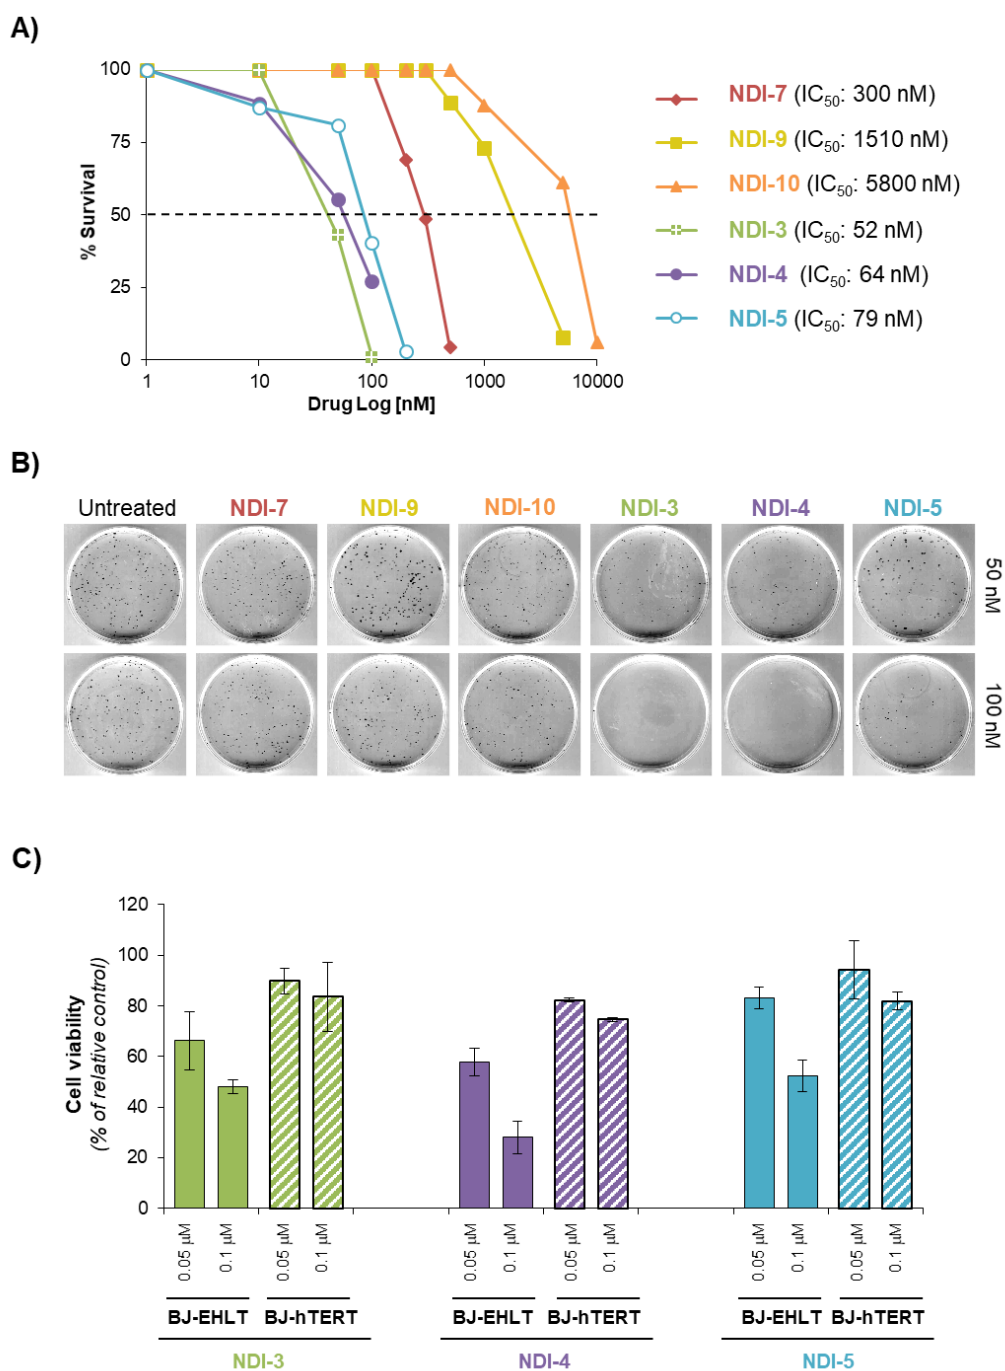 A)
100
75
50
25
0
% Survival
1 10 100 1000 10000
Drug Log [nM]
NDI-7 (IC50: 300 nM)
NDI-9 (IC50: 1510 nM)
NDI-10 (IC50: 5800 nM)
NDI-3 (IC50: 52 nM)
NDI-4 (IC50: 64 nM)
NDI-5 (IC50: 79 nM)
B)
Untreated NDI-7 NDI-9 NDI-10 NDI-3 NDI-4 NDI-5
50 nM
100 nM
C)
120
100
80
60
40
20
0
Cell viability
(% of relative control)
0.05 µM 0.1 µM 0.05 µM 0.1 µM 0.05 µM 0.1 µM 0.05 µM 0.1 µM 0.05 µM 0.1 µM 0.05 µM 0.1 µM
BJ-EHLT BJ-hTERT BJ-EHLT BJ-hTERT BJ-EHLT BJ-hTERT
NDI-3 NDI-4 NDI-5